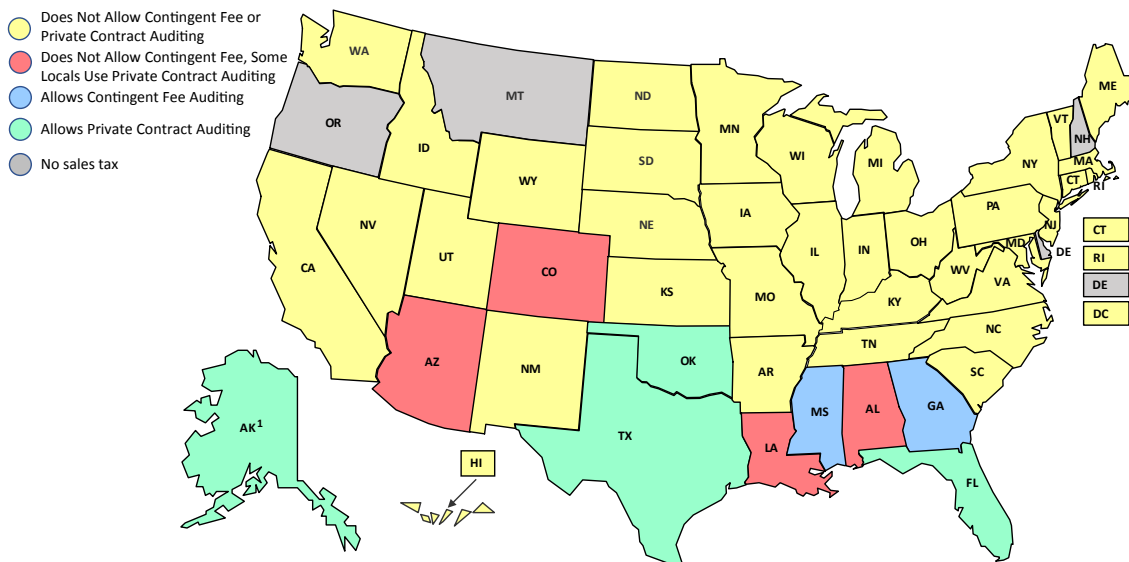 Does Not Allow Contingent Fee or
Private Contract Auditing
Does Not Allow Contingent Fee, Some
Locals Use Private Contract Auditing
Allows Contingent Fee Auditing
Allows Private Contract Auditing
No sales tax
WA
MT
ND
MN
ME
OR
ID
SD
WI
MI
VT
NH
NY
MA
CT
RI
WY
NE
IA
PA
NJ
NV
UT
CO
IL
IN
OH
MD
DE
CA
KS
MO
WV
VA
KY
CT
RI
DE
DC
NC
TN
AZ
NM
OK
AR
SC
MS
AL
GA
TX
LA
AK¹
HI
FL